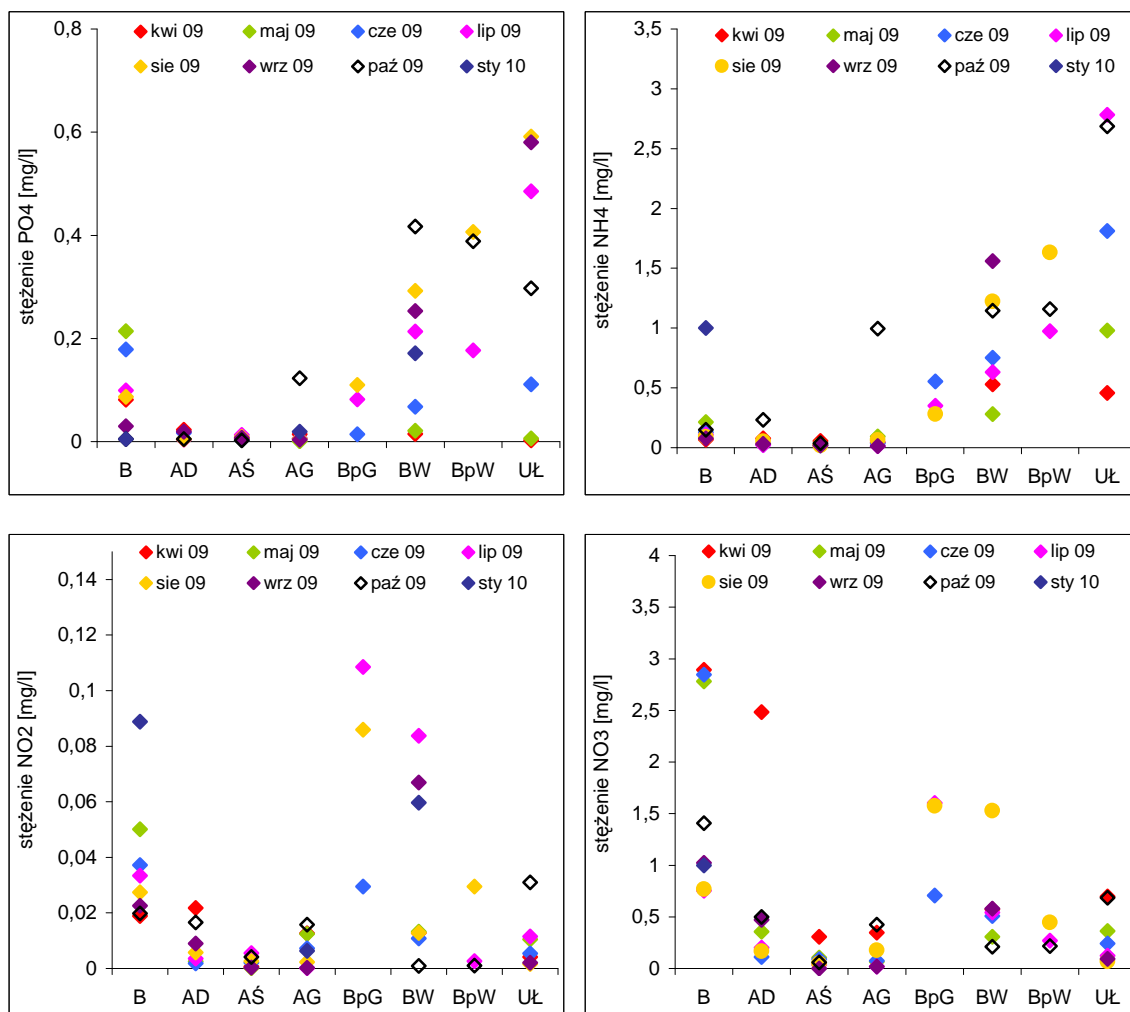 stężenie PO4 [mg/l]
kwi 09 maj 09 cze 09 lip 09
sie 09 wrz 09 paź 09 sty 10
0,8
0,6
0,4
0,2
0
B AD AŚ AG BpG BW BpW UŁ
stężenie NH4 [mg/l]
kwi 09 maj 09 cze 09 lip 09
sie 09 wrz 09 paź 09 sty 10
3,5
3
2,5
2
1,5
1
0,5
0
B AD AŚ AG BpG BW BpW UŁ
stężenie NO2 [mg/l]
kwi 09 maj 09 cze 09 lip 09
sie 09 wrz 09 paź 09 sty 10
0,14
0,12
0,1
0,08
0,06
0,04
0,02
0
B AD AŚ AG BpG BW BpW UŁ
stężenie NO3 [mg/l]
kwi 09 maj 09 cze 09 lip 09
sie 09 wrz 09 paź 09 sty 10
4
3,5
3
2,5
2
1,5
1
0,5
0
B AD AŚ AG BpG BW BpW UŁ